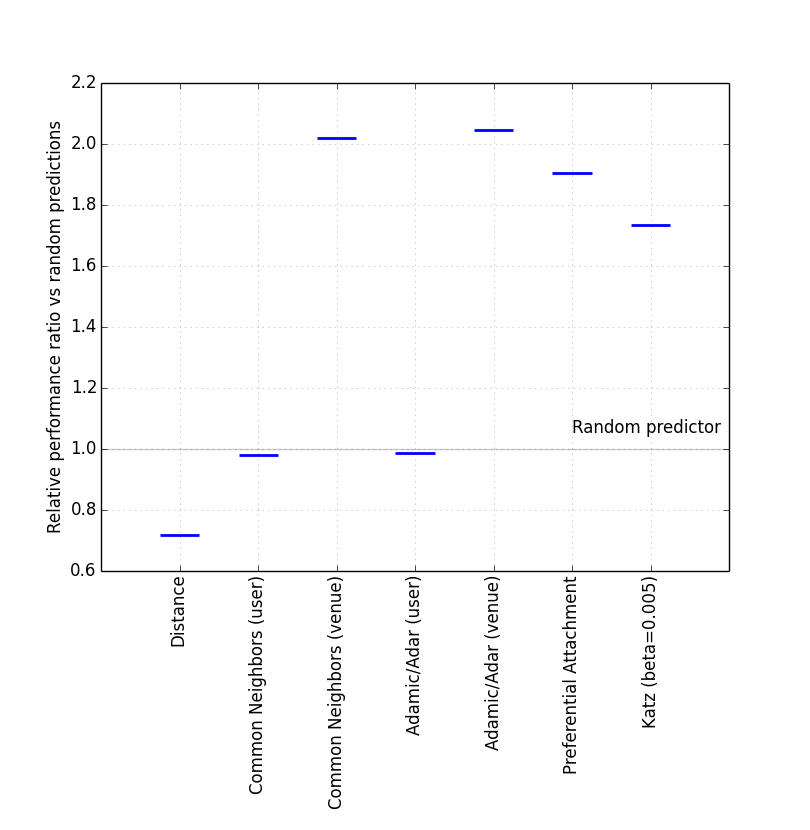 Relative performance ratio vs random predictions
2.2
2.0
1.8
1.6
1.4
1.2
1.0
0.8
0.6
Random predictor
Distance
Common Neighbors (user)
Common Neighbors (venue)
Adamic/Adar (user)
Adamic/Adar (venue)
Preferential Attachment
Katz (beta=0.005)